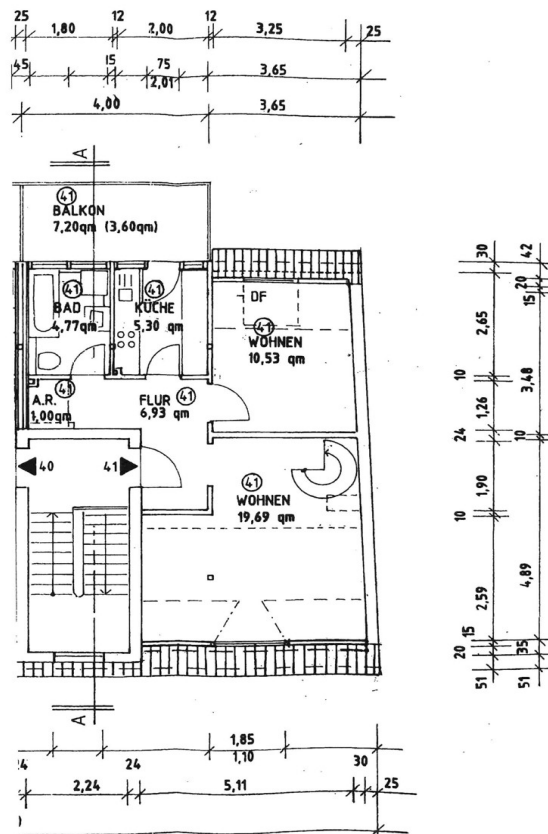 25 1,80 12 2,00 12 3,25 25
45 15 75 3,65
2,01
4,00 3,65
A
41
BALKON
7,20qm (3,60qm)
41
BAD
4,77qm
41
KÜCHE
5,30 qm
DF
41
WOHNEN
10,53 qm
41
A.R.
1,00qm
FLUR 41
6,93 qm
40 41
41
WOHNEN
19,69 qm
A
30 42
20
15
2,65
10
3,48
1,26
24 10
1,90
10
4,89
2,59
15
20 35
51 51
1,85
1,10
24 24 30
2,24 5,11 25